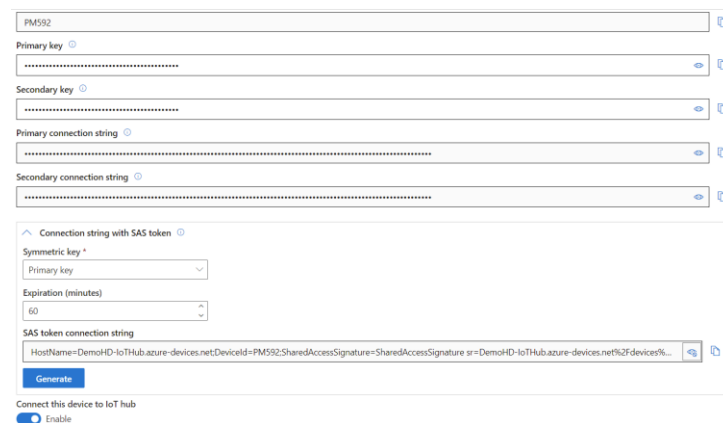 PM592
Primary key
Secondary key
Primary connection string
Secondary connection string
Connection string with SAS token
Symmetric key *
Primary key
Expiration (minutes)
60
SAS token connection string
HostName=DemoHD-IoTHub.azure-devices.net;DeviceId=PM592;SharedAccessSignature=SharedAccessSignature sr=DemoHD-IoTHub.azure-devices.net%2Fdevices%...
Generate
Connect this device to IoT hub
Enable